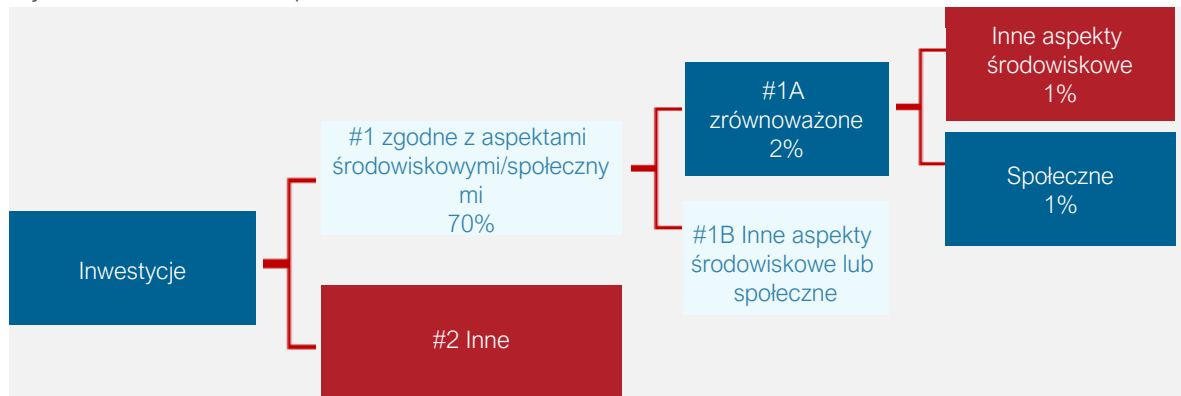 Inwestycje
#1 zgodne z aspektami
środowiskowymi/społeczny
mi
70%
#2 Inne
#1A
zrównoważone
2%
#1B Inne aspekty
środowiskowe lub
społeczne
Inne aspekty
środowiskowe
1%
Społeczne
1%